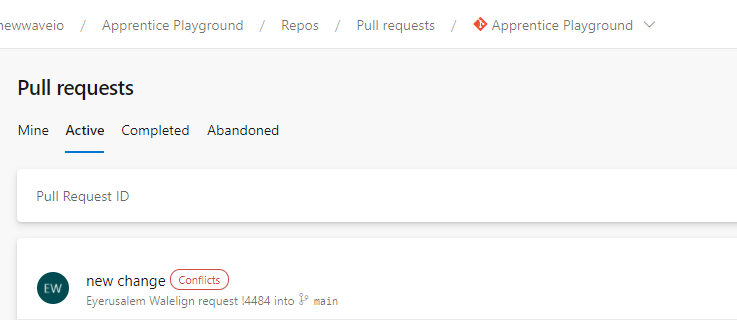 newwaveio / Apprentice Playground / Repos / Pull requests / Apprentice Playground
Pull requests
Mine Active Completed Abandoned
Pull Request ID
new change Conflicts
EW
Eyerusalem Walelign request !4484 into main